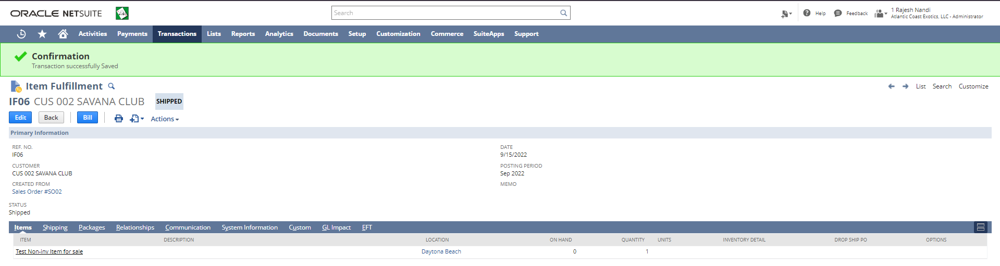 ORACLE NETSUITE
Search
Help
Feedback
1 Rajesh Nandi
Atlantic Coast Exotics, LLC - Administrator
Activities Payments Transactions Lists Reports Analytics Documents Setup Customization Commerce SuiteApps Support
Confirmation
Transaction successfully Saved
Item Fulfillment
List Search Customize
IF06 CUS 002 SAVANA CLUB SHIPPED
Edit Back Bill Actions
Primary Information
REF. NO.
IF06
CUSTOMER
CUS 002 SAVANA CLUB
CREATED FROM
Sales Order #SO02
STATUS
Shipped
DATE
9/15/2022
POSTING PERIOD
Sep 2022
MEMO
Items Shipping Packages Relationships Communication System Information Custom GL Impact EFT
ITEM DESCRIPTION LOCATION ON HAND QUANTITY UNITS INVENTORY DETAIL DROP SHIP PO OPTIONS
Test Non-inv Item for sale Daytona Beach 0 1